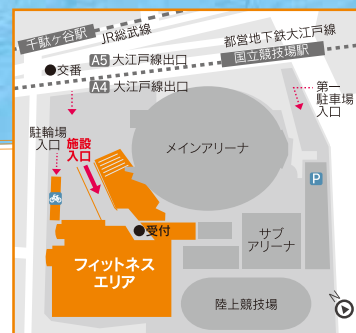 千駄ヶ谷駅
JR総武線
都営地下鉄大江戸線
国立競技場駅
A5 大江戸線出口
交番
A4 大江戸線出口
第一
駐車場
入口
駐輪場
入口
施設
入口
メインアリーナ
P
受付
サブ
アリーナ
フィットネス
エリア
陸上競技場
N